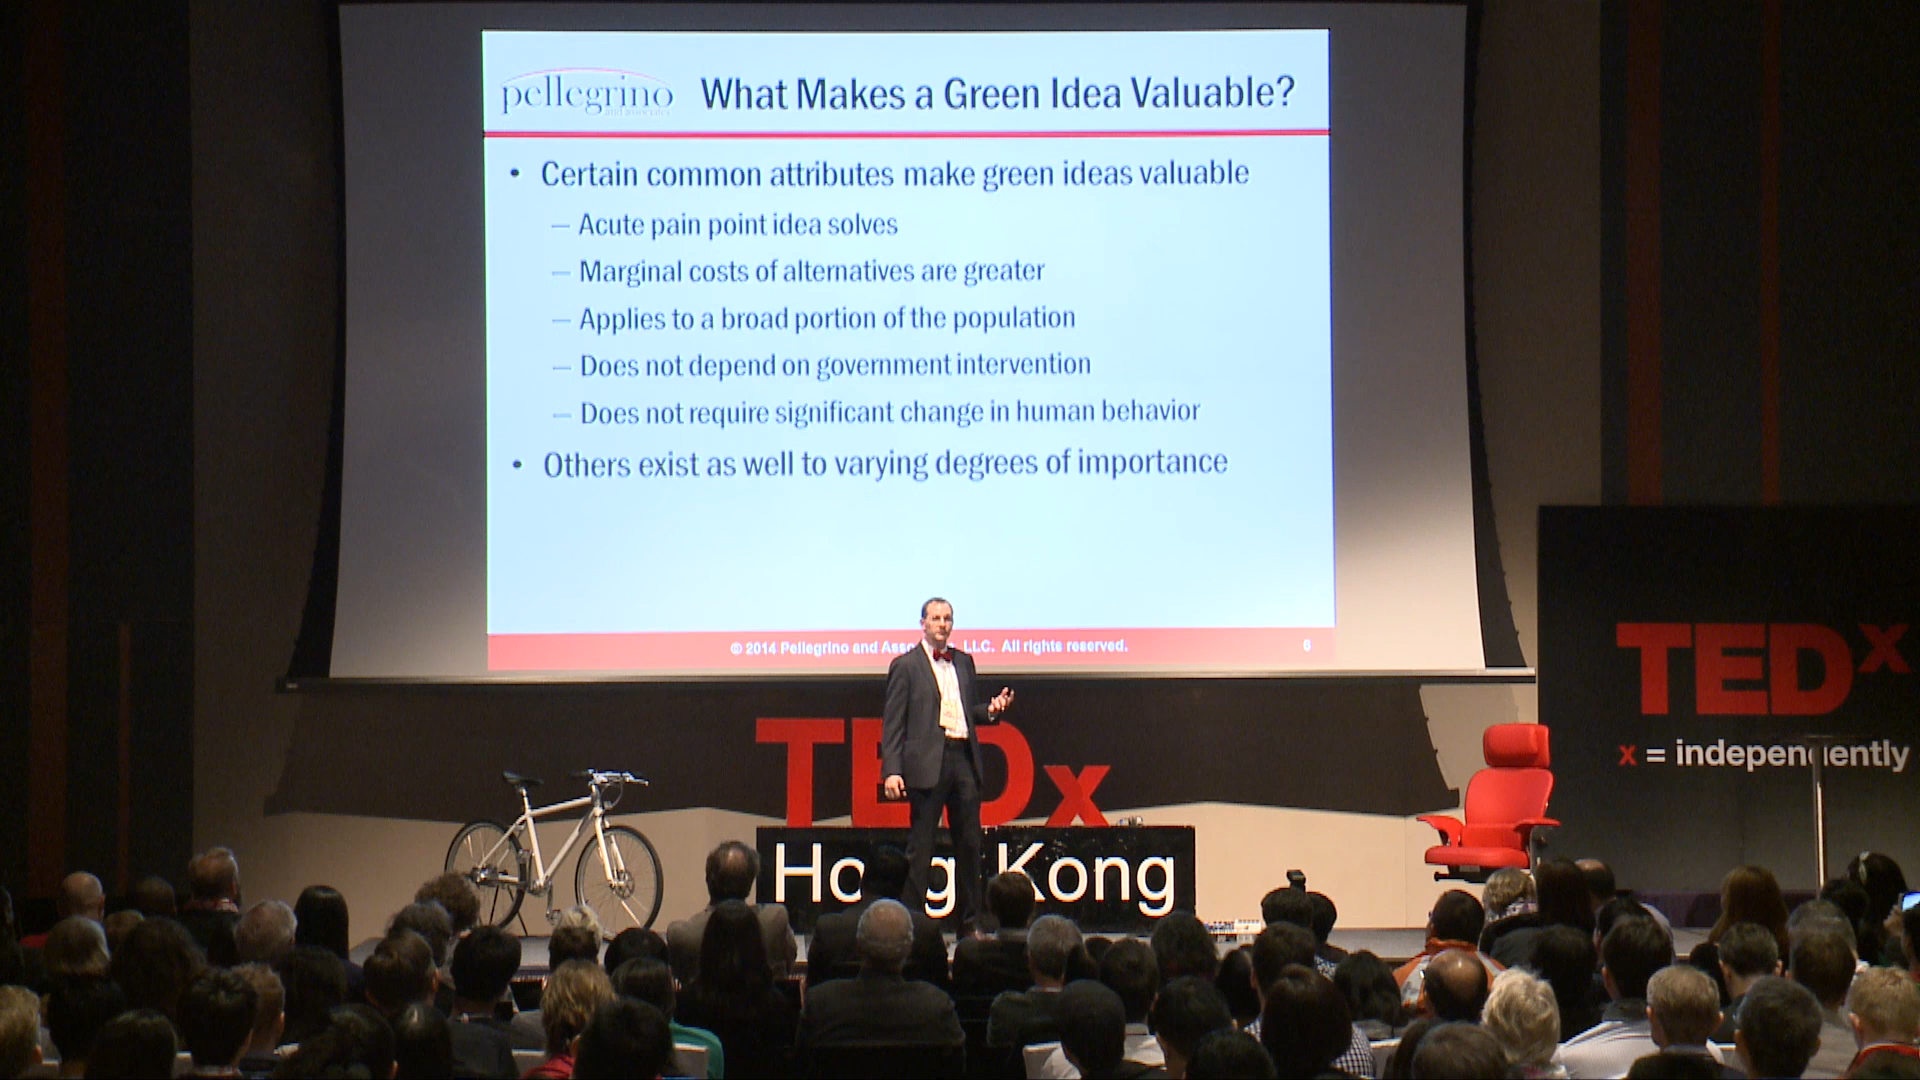 pellegrino
and associates
What Makes a Green Idea Valuable?
• Certain common attributes make green ideas valuable
– Acute pain point idea solves
– Marginal costs of alternatives are greater
– Applies to a broad portion of the population
– Does not depend on government intervention
– Does not require significant change in human behavior
• Others exist as well to varying degrees of importance
© 2014 Pellegrino and Asso LLC. All rights reserved.
6
TEDx
Hong Kong
TEDx
x = independently